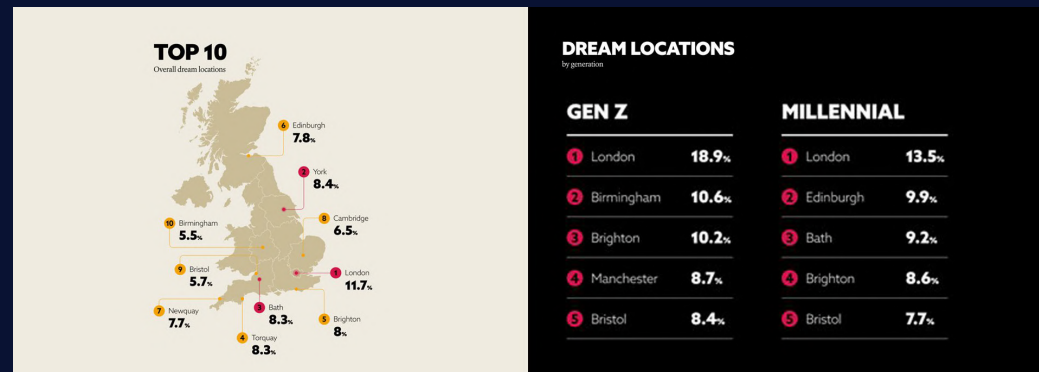 TOP 10
Overall dream locations
6 Edinburgh
7.8%
2 York
8.4%
8 Cambridge
6.5%
10 Birmingham
5.5%
9 Bristol
5.7%
1 London
11.7%
7 Newquay
7.7%
3 Bath
8.3%
5 Brighton
8%
4 Torquay
8.3%
DREAM LOCATIONS
by generation
GEN Z
1 London 18.9%
2 Birmingham 10.6%
3 Brighton 10.2%
4 Manchester 8.7%
5 Bristol 8.4%
MILLENNIAL
1 London 13.5%
2 Edinburgh 9.9%
3 Bath 9.2%
4 Brighton 8.6%
5 Bristol 7.7%